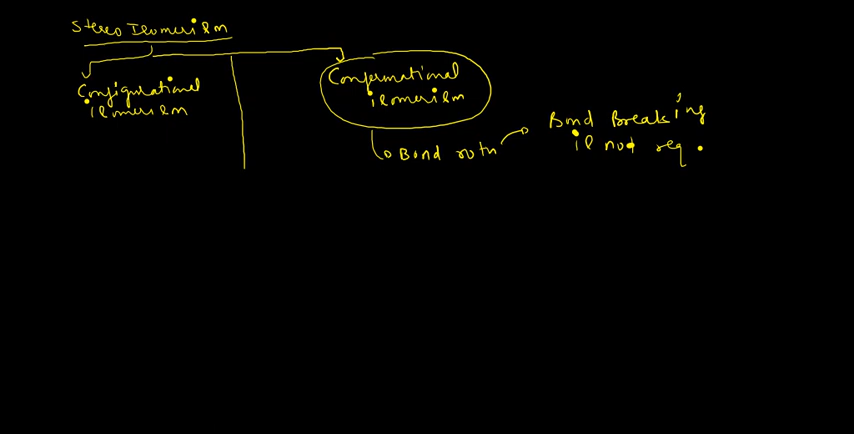 Stereo Isomerism
Configurational
isomerism
Conformational
isomerism
Bond rotn
Bond Breaking
is not req.